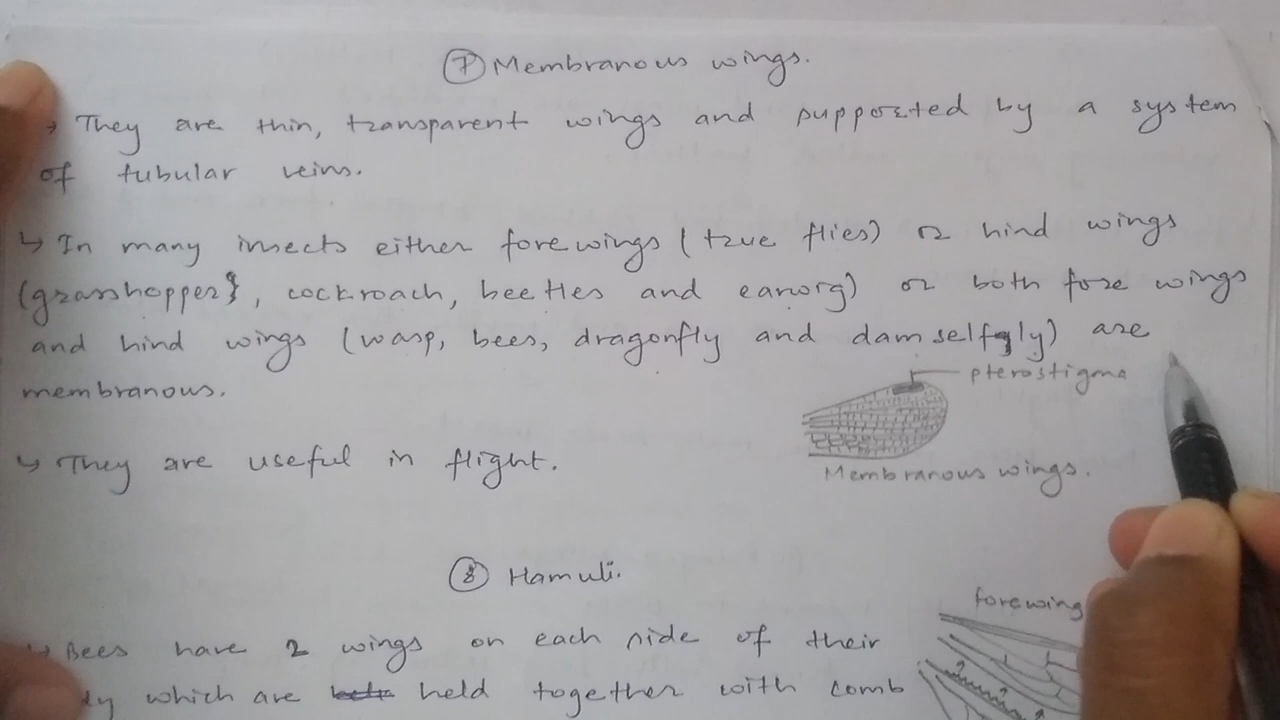 7 Membranous wings.
→ They are thin, transparent wings and supported by a system
of tubular veins.
↳ In many insects either forewings (true flies) or hind wings
(grasshopper}, cockroach, beetles and earwig) or both fore wings
and hind wings (wasp, bees, dragonfly and damselfly) are
membranous.
pterostigma
Membranous wings.
↳ They are useful in flight.
8 Hamuli.
forewing
Bees have 2 wings on each side of their
which are held together with comb